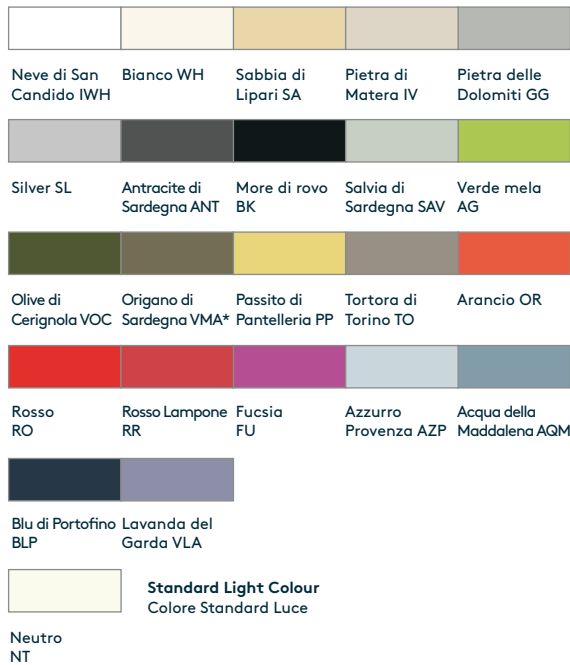 Neve di San
Candido IWH
Bianco WH
Sabbia di
Lipari SA
Pietra di
Matera IV
Pietra delle
Dolomiti GG
Silver SL
Antracite di
Sardegna ANT
More di rovo
BK
Salvia di
Sardegna SAV
Verde mela
AG
Olive di
Cerignola VOC
Origano di
Sardegna VMA*
Passito di
Pantelleria PP
Tortora di
Torino TO
Arancio OR
Rosso
RO
Rosso Lampone
RR
Fucsia
FU
Azzurro
Provenza AZP
Acqua della
Maddalena AQM
Blu di Portofino
BLP
Lavanda del
Garda VLA
Standard Light Colour
Colore Standard Luce
Neutro
NT